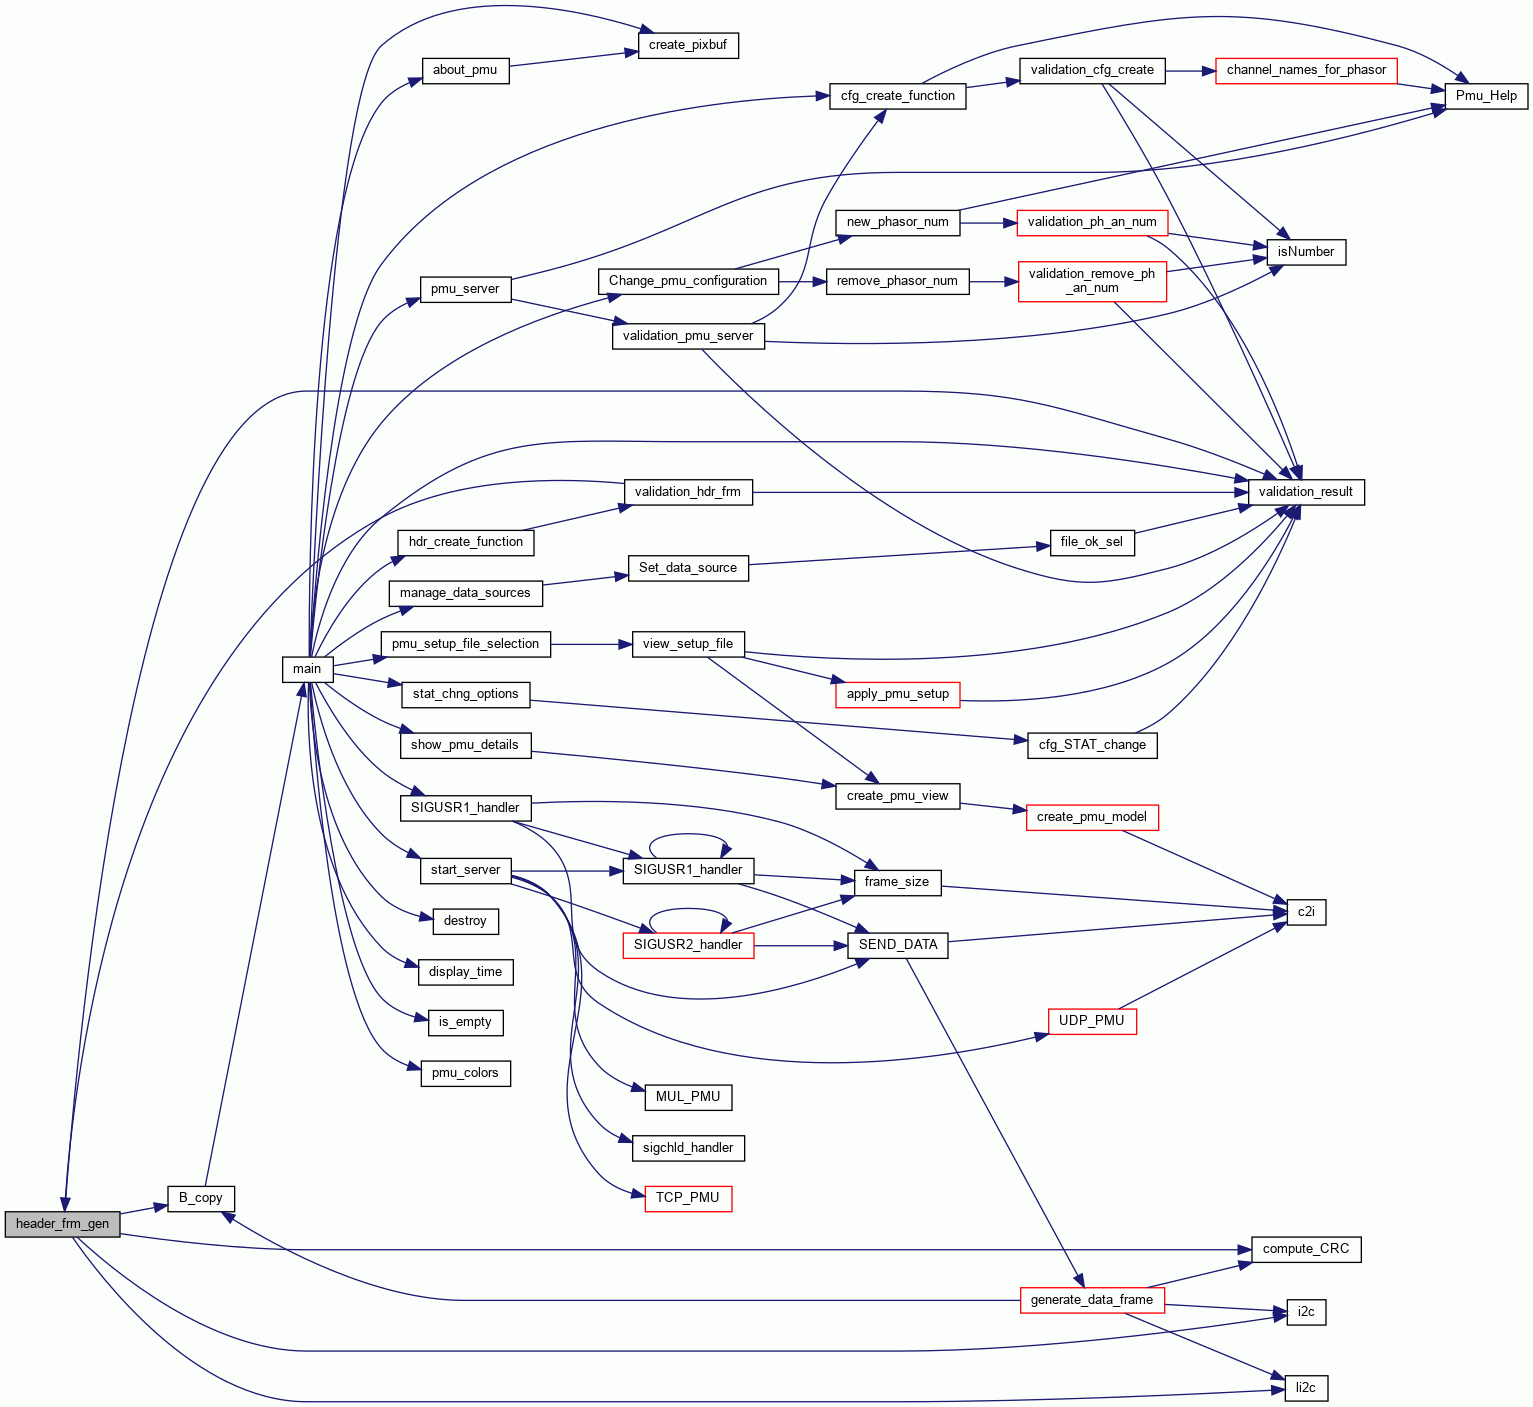 create_pixbuf
about_pmu
validation_cfg_create
channel_names_for_phasor
cfg_create_function
Pmu_Help
new_phasor_num
validation_ph_an_num
isNumber
pmu_server
Change_pmu_configuration
remove_phasor_num
validation_remove_ph
_an_num
validation_pmu_server
validation_hdr_frm
validation_result
hdr_create_function
file_ok_sel
Set_data_source
manage_data_sources
pmu_setup_file_selection
view_setup_file
main
stat_chng_options
apply_pmu_setup
show_pmu_details
cfg_STAT_change
create_pmu_view
SIGUSR1_handler
create_pmu_model
start_server
SIGUSR1_handler
frame_size
c2i
destroy
SIGUSR2_handler
SEND_DATA
display_time
is_empty
UDP_PMU
pmu_colors
MUL_PMU
sigchld_handler
B_copy
TCP_PMU
header_frm_gen
compute_CRC
generate_data_frame
i2c
li2c